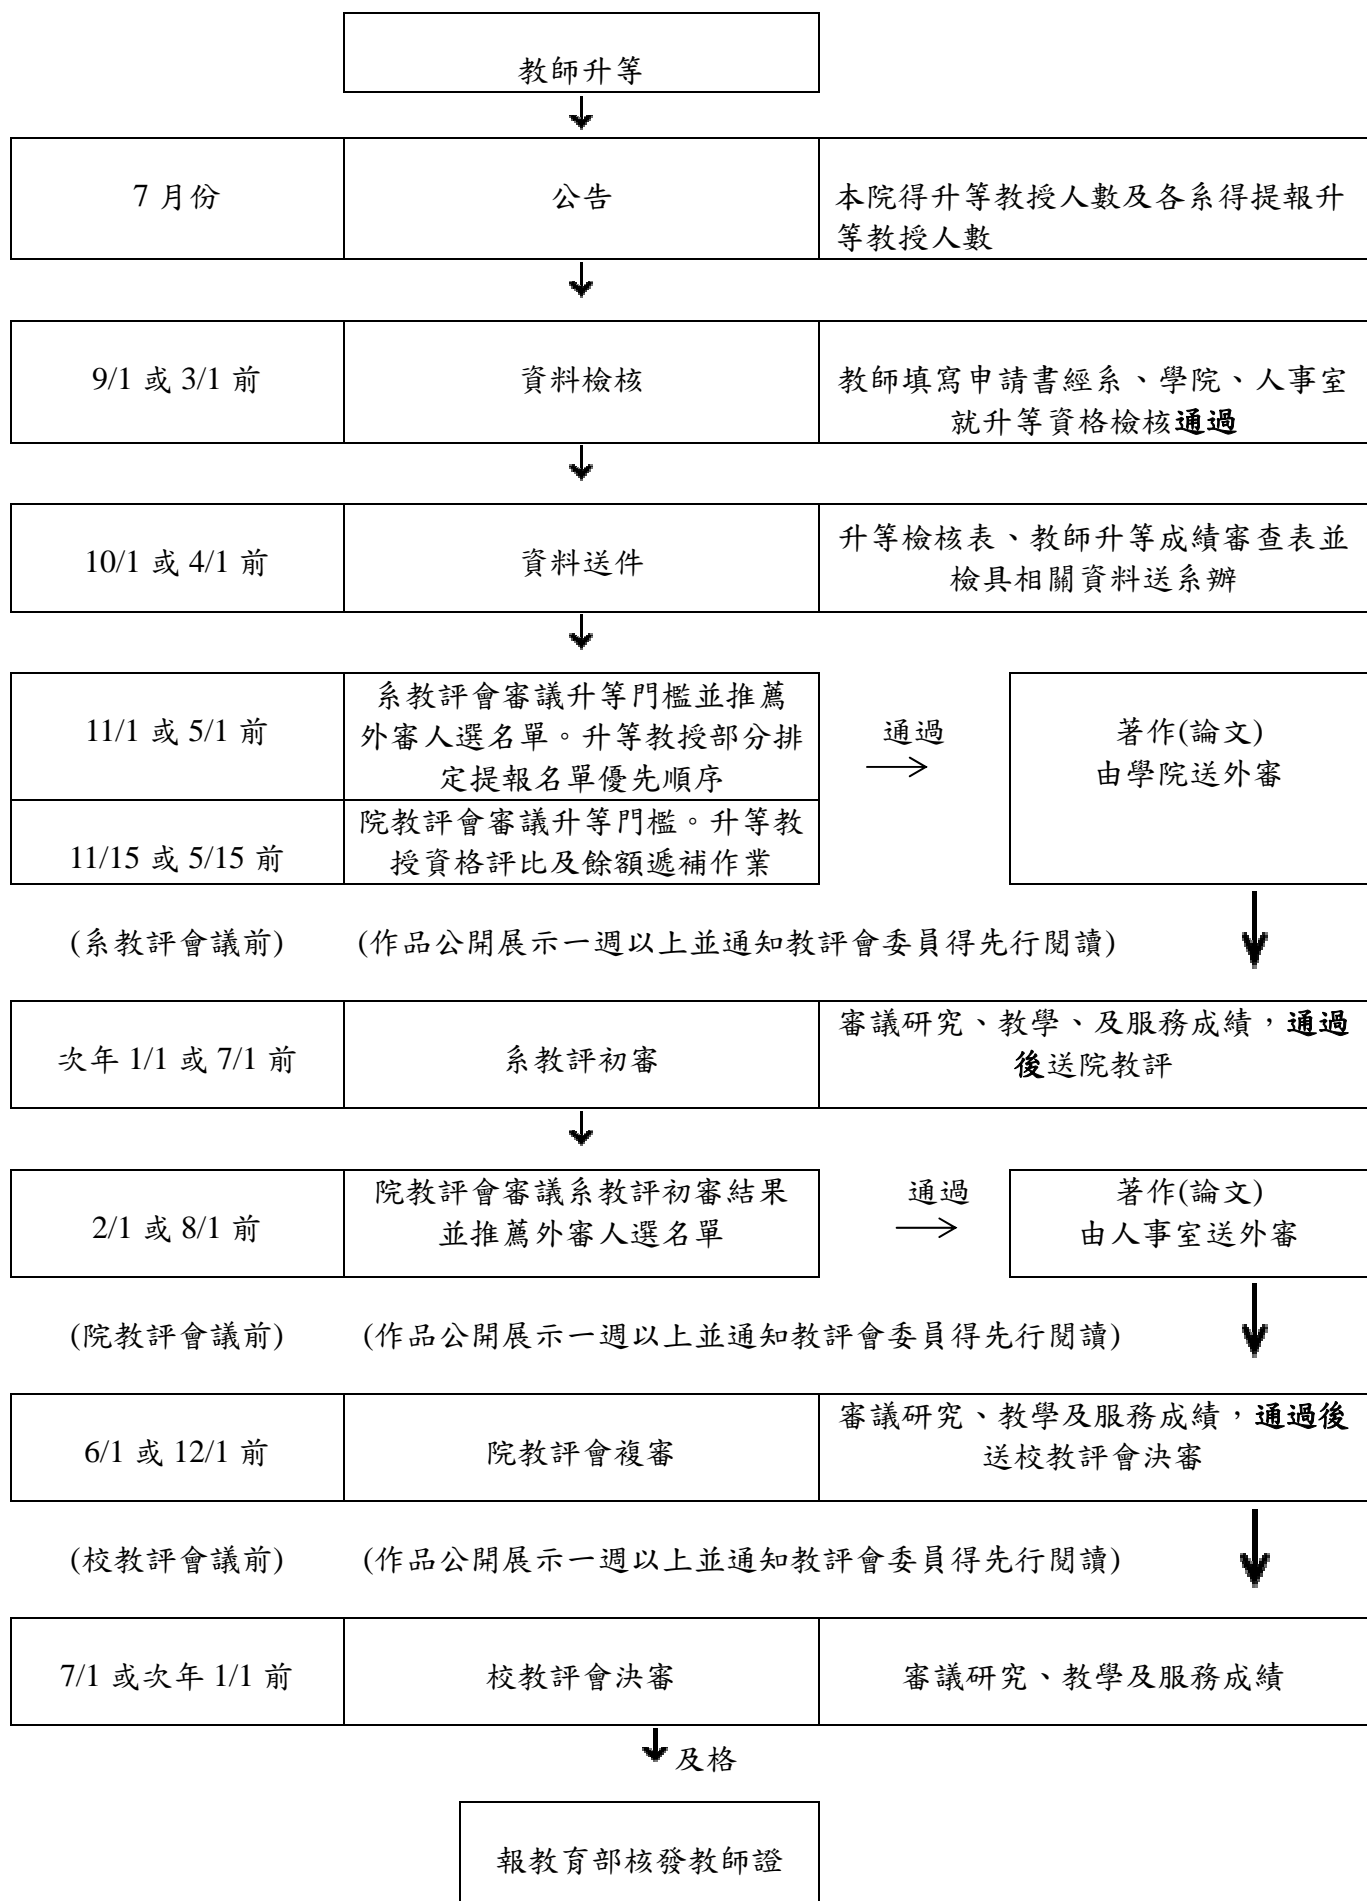 教師升等
7 月份
公告
本院得升等教授人數及各系得提報升
等教授人數
9/1 或 3/1 前
資料檢核
教師填寫申請書經系、學院、人事室
就升等資格檢核通過
10/1 或 4/1 前
資料送件
升等檢核表、教師升等成績審查表並
檢具相關資料送系辦
11/1 或 5/1 前
系教評會審議升等門檻並推薦
外審人選名單。升等教授部分排
定提報名單優先順序
通過
著作(論文)
由學院送外審
11/15 或 5/15 前
院教評會審議升等門檻。升等教
授資格評比及餘額遞補作業
(系教評會議前)
(作品公開展示一週以上並通知教評會委員得先行閱讀)
次年 1/1 或 7/1 前
系教評初審
審議研究、教學、及服務成績，通過
後送院教評
2/1 或 8/1 前
院教評會審議系教評初審結果
並推薦外審人選名單
通過
著作(論文)
由人事室送外審
(院教評會議前)
(作品公開展示一週以上並通知教評會委員得先行閱讀)
6/1 或 12/1 前
院教評會複審
審議研究、教學及服務成績，通過後
送校教評會決審
(校教評會議前)
(作品公開展示一週以上並通知教評會委員得先行閱讀)
7/1 或次年 1/1 前
校教評會決審
審議研究、教學及服務成績
及格
報教育部核發教師證